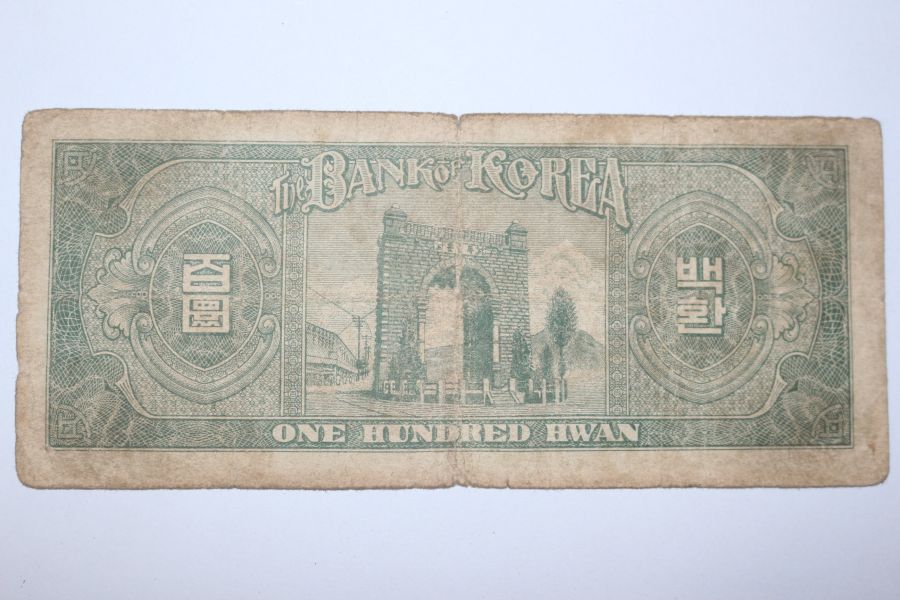 The BANK OF KOREA
百圜
백환
ONE HUNDRED HWAN